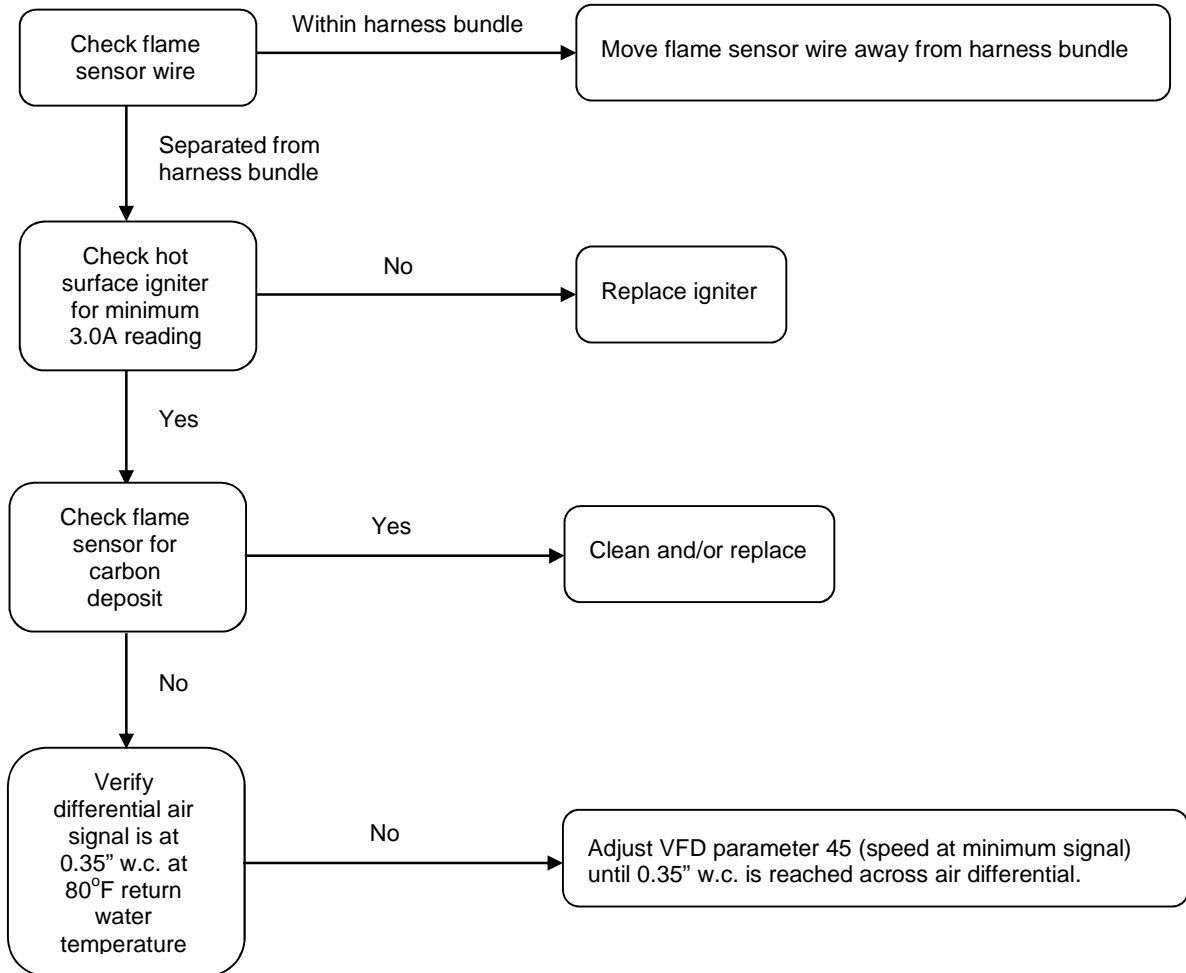 Check flame
sensor wire
Within harness bundle
Move flame sensor wire away from harness bundle
Separated from
harness bundle
Check hot
surface igniter
for minimum
3.0A reading
No
Replace igniter
Yes
Check flame
sensor for
carbon
deposit
Yes
Clean and/or replace
No
Verify
differential air
signal is at
0.35” w.c. at
80°F return
water
temperature
No
Adjust VFD parameter 45 (speed at minimum signal)
until 0.35” w.c. is reached across air differential.